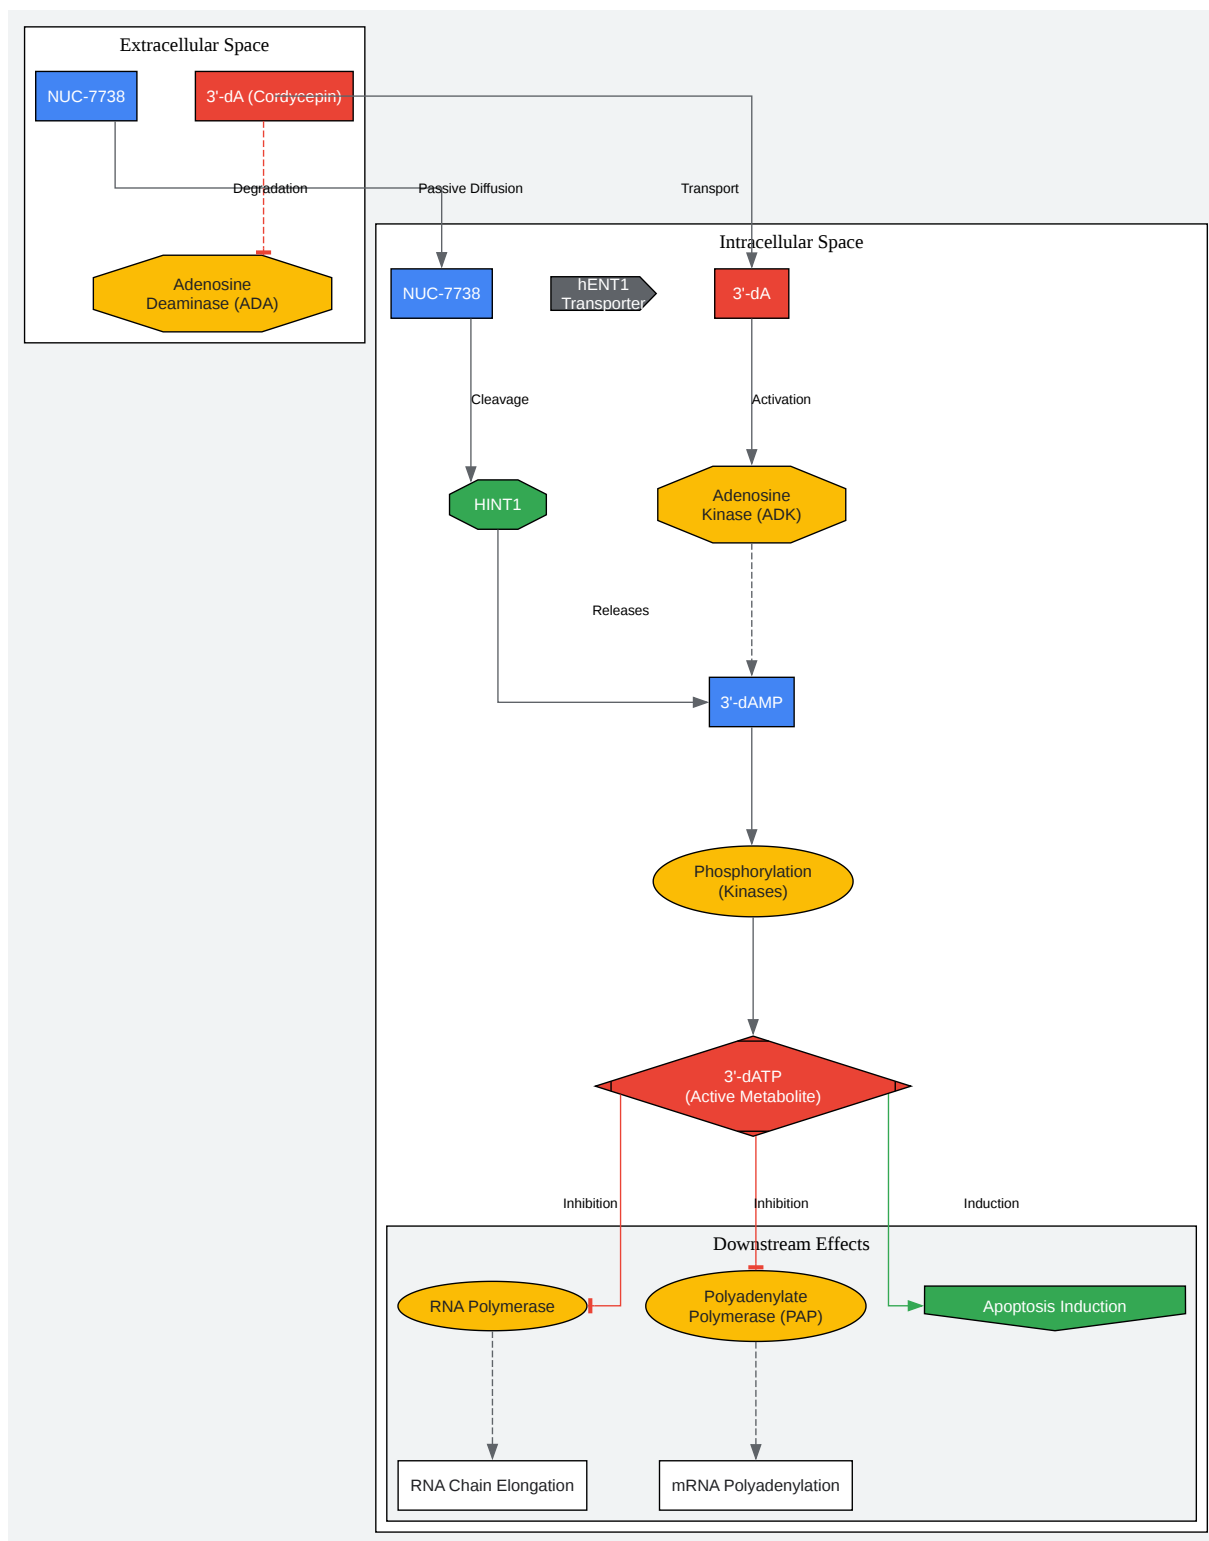 Extracellular Space
NUC-7738
3'-dA (Cordycepin)
Degradation
Passive Diffusion
Transport
Adenosine
Deaminase (ADA)
Intracellular Space
NUC-7738
hENT1
Transporter
3'-dA
Cleavage
Activation
HINT1
Adenosine
Kinase (ADK)
Releases
3'-dAMP
Phosphorylation
(Kinases)
3'-dATP
(Active Metabolite)
Inhibition
Inhibition
Induction
Downstream Effects
RNA Polymerase
Polyadenylate
Polymerase (PAP)
Apoptosis Induction
RNA Chain Elongation
mRNA Polyadenylation